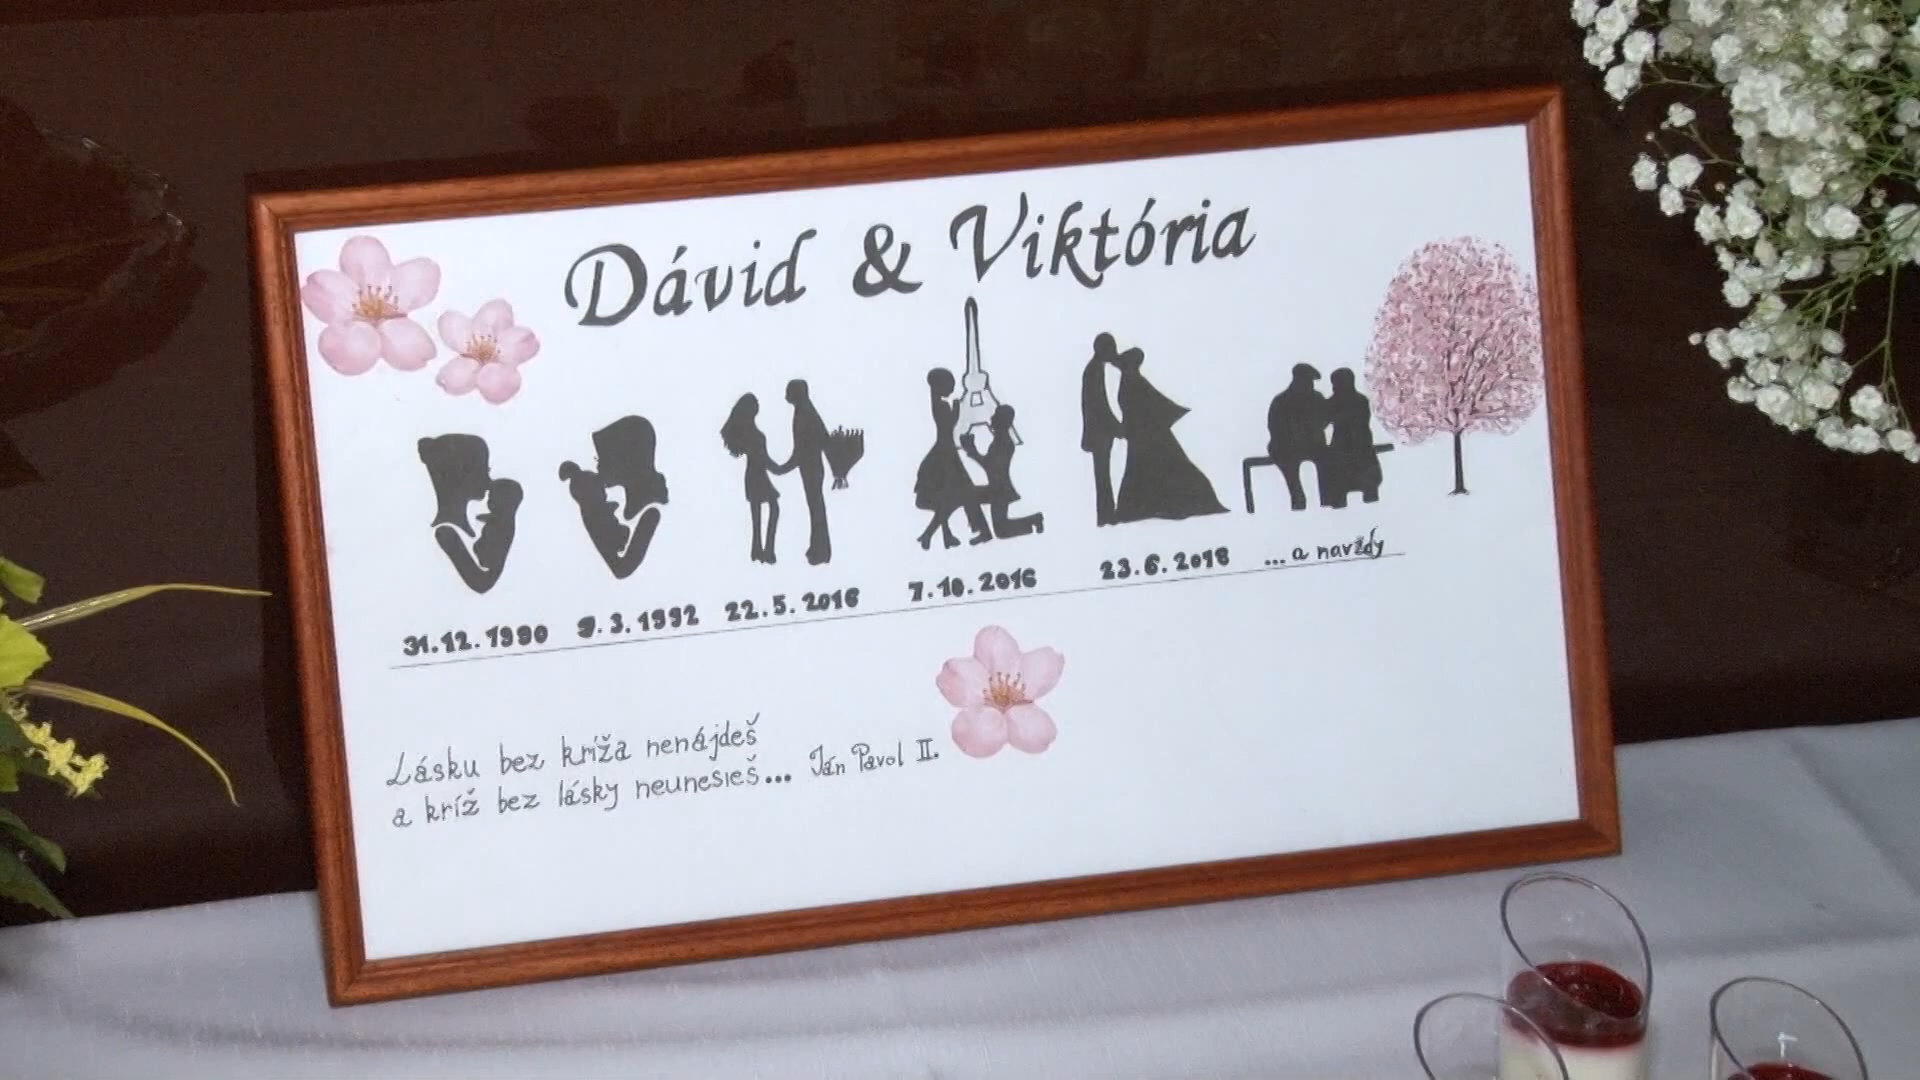 Dávid & Viktória
31.12.1990 9.3.1992 22.5.2016 7.10.2016 23.6.2018 ...a navždy
Lásku bez kríža nenájdeš
a kríž bez lásky neunesieš... Ján Pavol II.